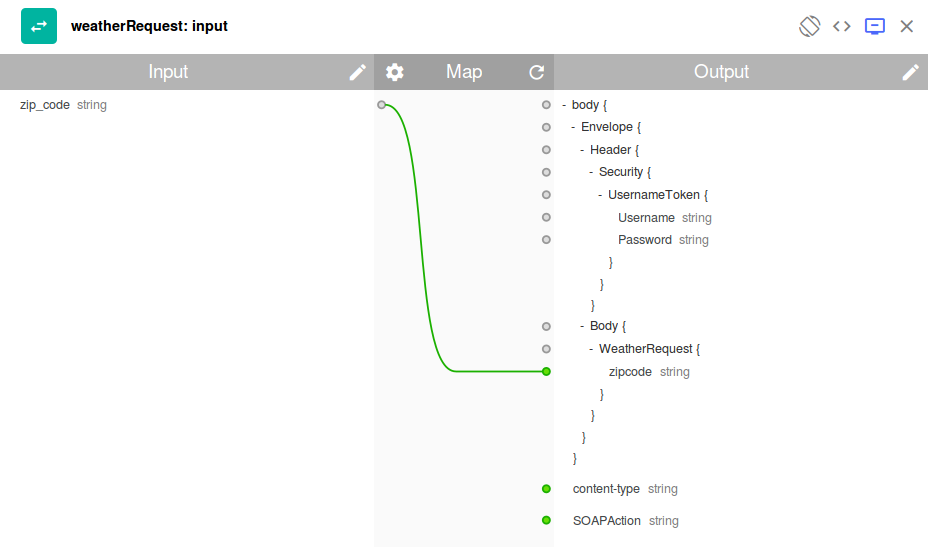 weatherRequest: input
Input Map Output
zip_code string
- body {
- Envelope {
- Header {
- Security {
- UsernameToken {
Username string
Password string
}
}
}
- Body {
- WeatherRequest {
zipcode string
}
}
}
}
content-type string
SOAPAction string